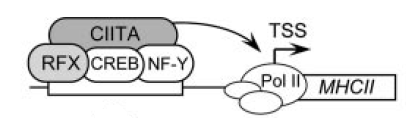 CIITA
TSS
RFX CREB NF-Y
Pol II
MHCII